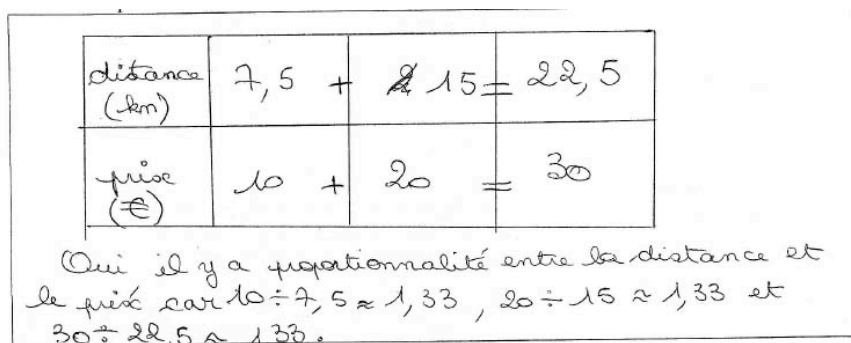 distance (km) 7,5 + 15 = 22,5
prix (€) 10 + 20 = 30
Oui il y a proportionnalité entre la distance et
le prix car 10 ÷ 7,5 ≈ 1,33 , 20 ÷ 15 ≈ 1,33 et
30 ÷ 22,5 ≈ 1,33.